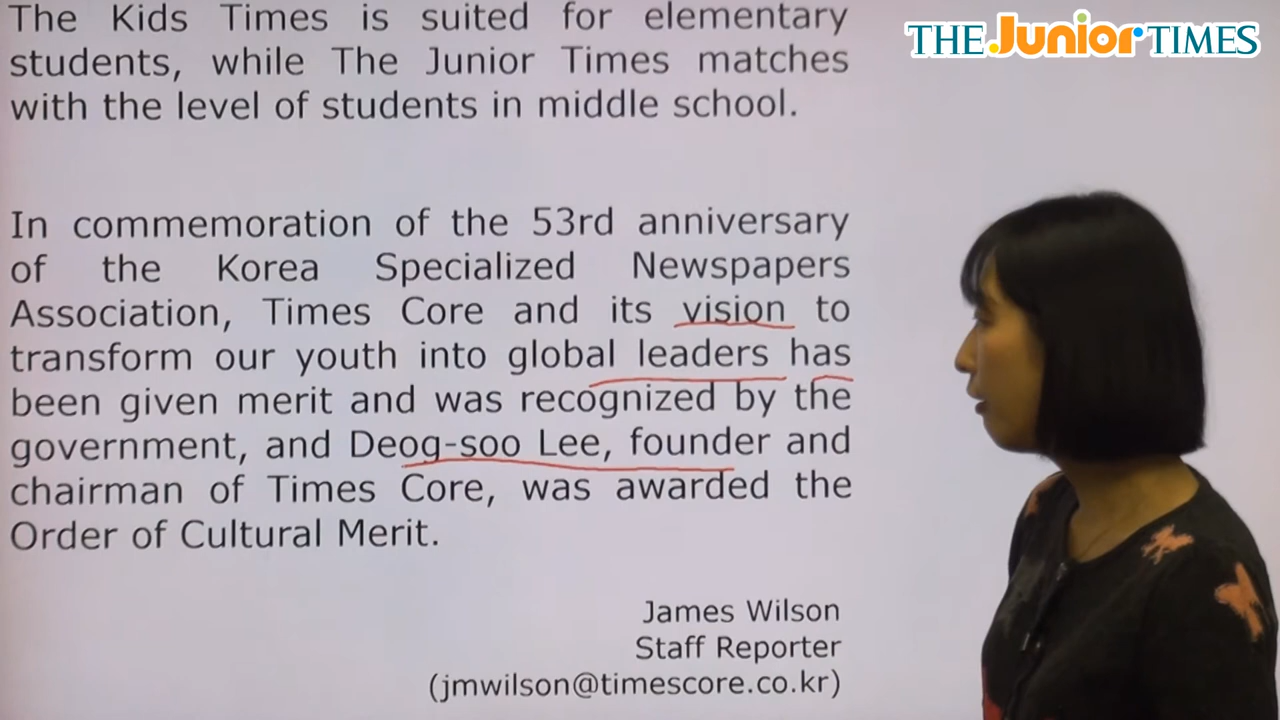 The Kids Times is suited for elementary
students, while The Junior Times matches
with the level of students in middle school.
In commemoration of the 53rd anniversary
of the Korea Specialized Newspapers
Association, Times Core and its vision to
transform our youth into global leaders has
been given merit and was recognized by the
government, and Deog-soo Lee, founder and
chairman of Times Core, was awarded the
Order of Cultural Merit.
James Wilson
Staff Reporter
(jmwilson@timescore.co.kr)
THE Junior TIMES